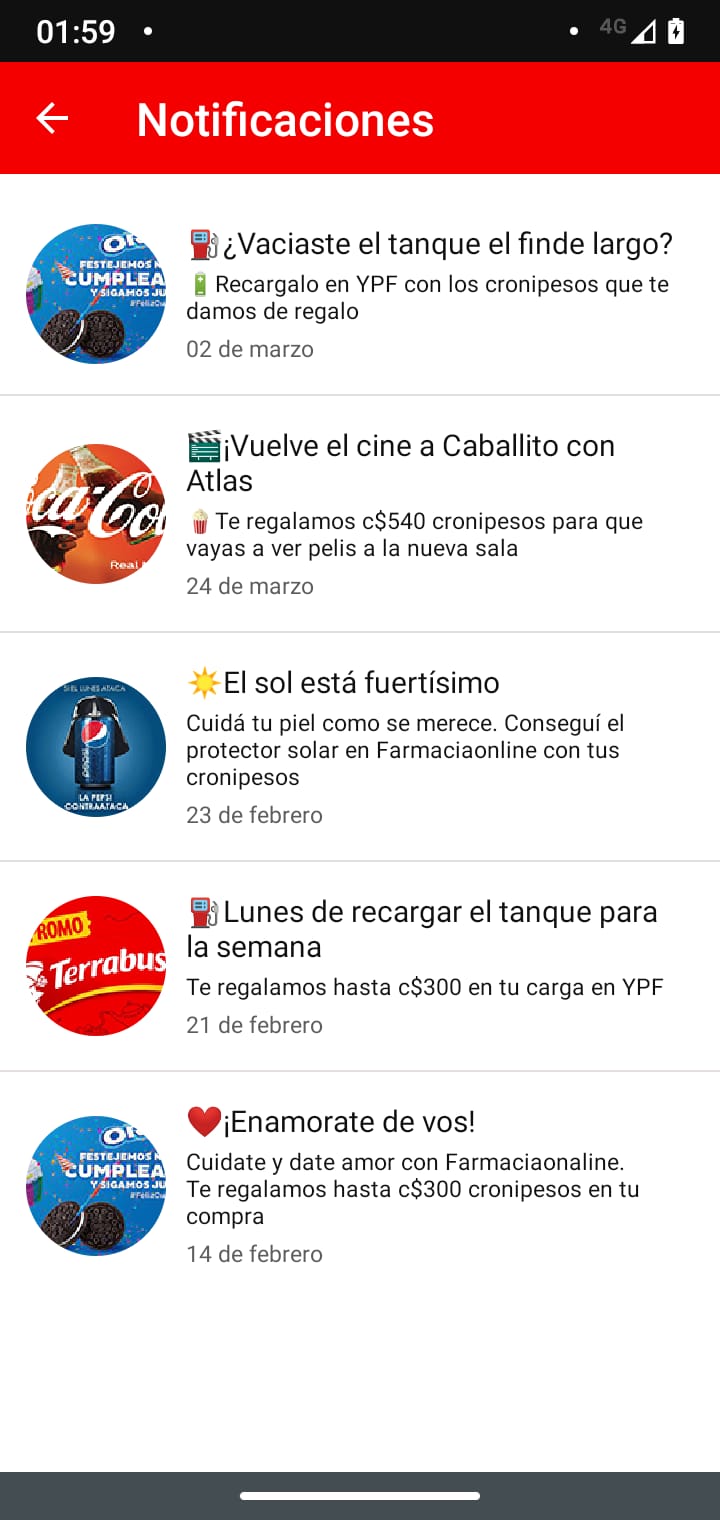 01:59
4G
Notificaciones
FESTEJEMOS
CUMPLEA
Y SIGAMOS JU
⛽¿Vaciaste el tanque el finde largo?
🔋Recargalo en YPF con los cronipesos que te
damos de regalo
02 de marzo
ca-Col
Real
🎬¡Vuelve el cine a Caballito con
Atlas
🍿Te regalamos c$540 cronipesos para que
vayas a ver pelis a la nueva sala
24 de marzo
SI EL LUNES ATACA
pepsi
LA PEPSI
CONTRAATACA
☀️El sol está fuertísimo
Cuidá tu piel como se merece. Conseguí el
protector solar en Farmaciaonline con tus
cronipesos
23 de febrero
ROMO
Terrabus
⛽Lunes de recargar el tanque para
la semana
Te regalamos hasta c$300 en tu carga en YPF
21 de febrero
FESTEJEMOS
CUMPLEA
Y SIGAMOS JU
❤️¡Enamorate de vos!
Cuidate y date amor con Farmaciaonaline.
Te regalamos hasta c$300 cronipesos en tu
compra
14 de febrero